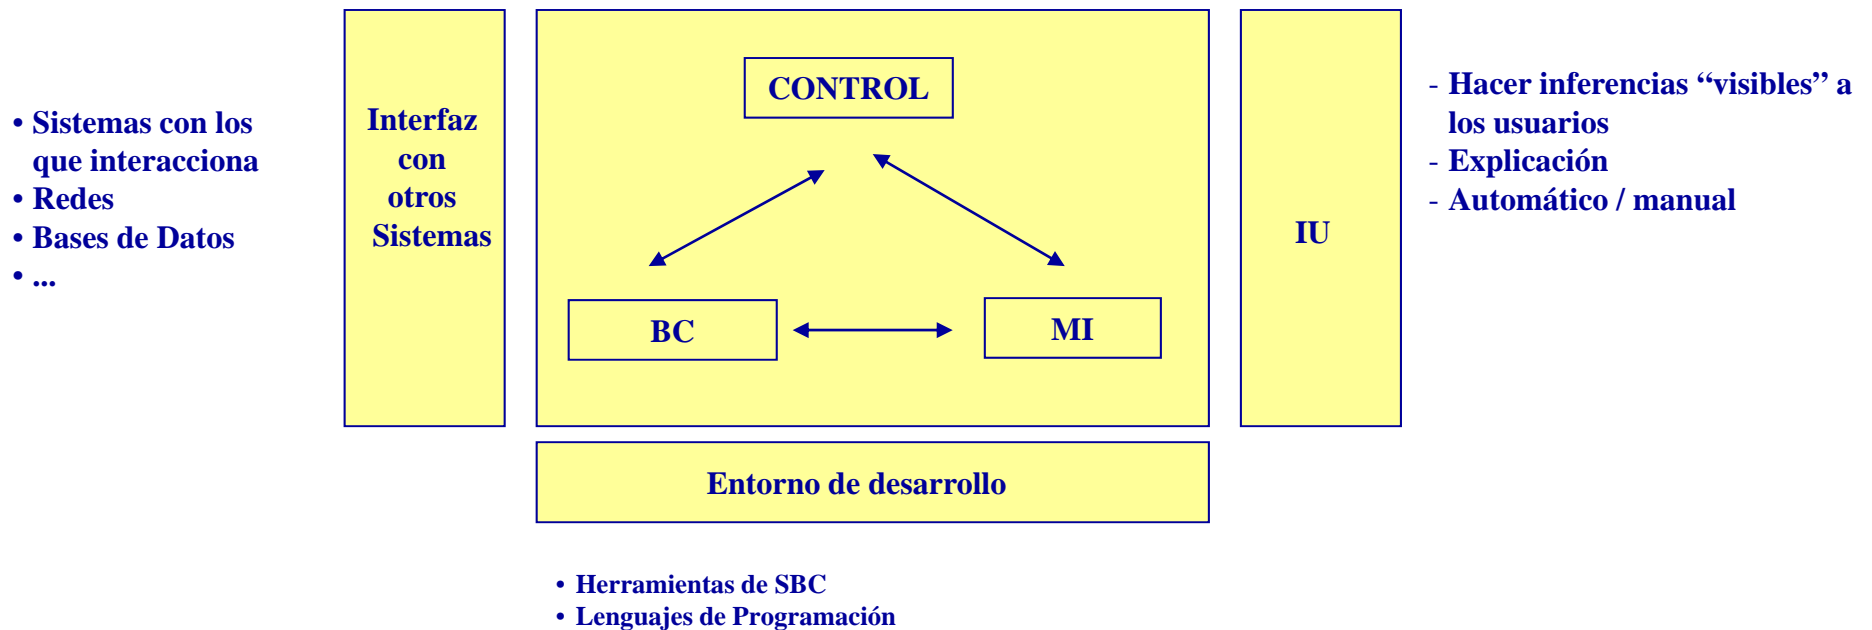 • Sistemas con los
que interacciona
• Redes
• Bases de Datos
• ...
Interfaz
con
otros
Sistemas
CONTROL
BC
MI
IU
- Hacer inferencias “visibles” a
los usuarios
- Explicación
- Automático / manual
Entorno de desarrollo
• Herramientas de SBC
• Lenguajes de Programación